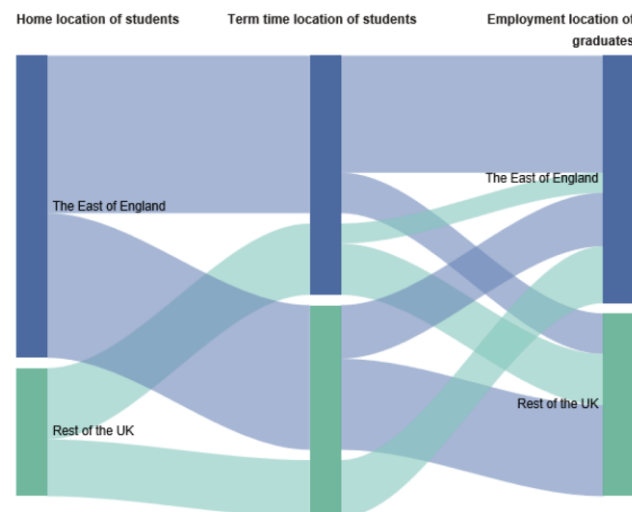 Home location of students
Term time location of students
Employment location of
graduates
The East of England
The East of England
Rest of the UK
Rest of the UK